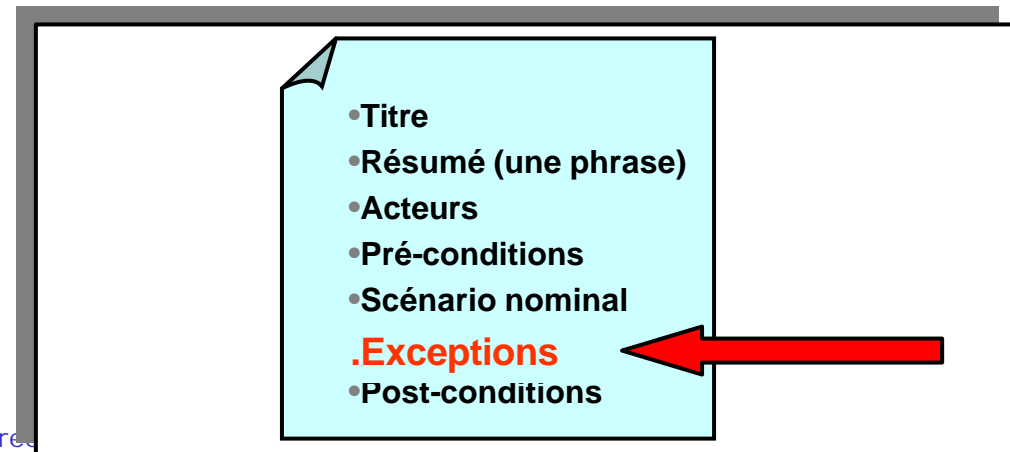 •Titre
•Résumé (une phrase)
•Acteurs
•Pré-conditions
•Scénario nominal
.Exceptions
•Post-conditions